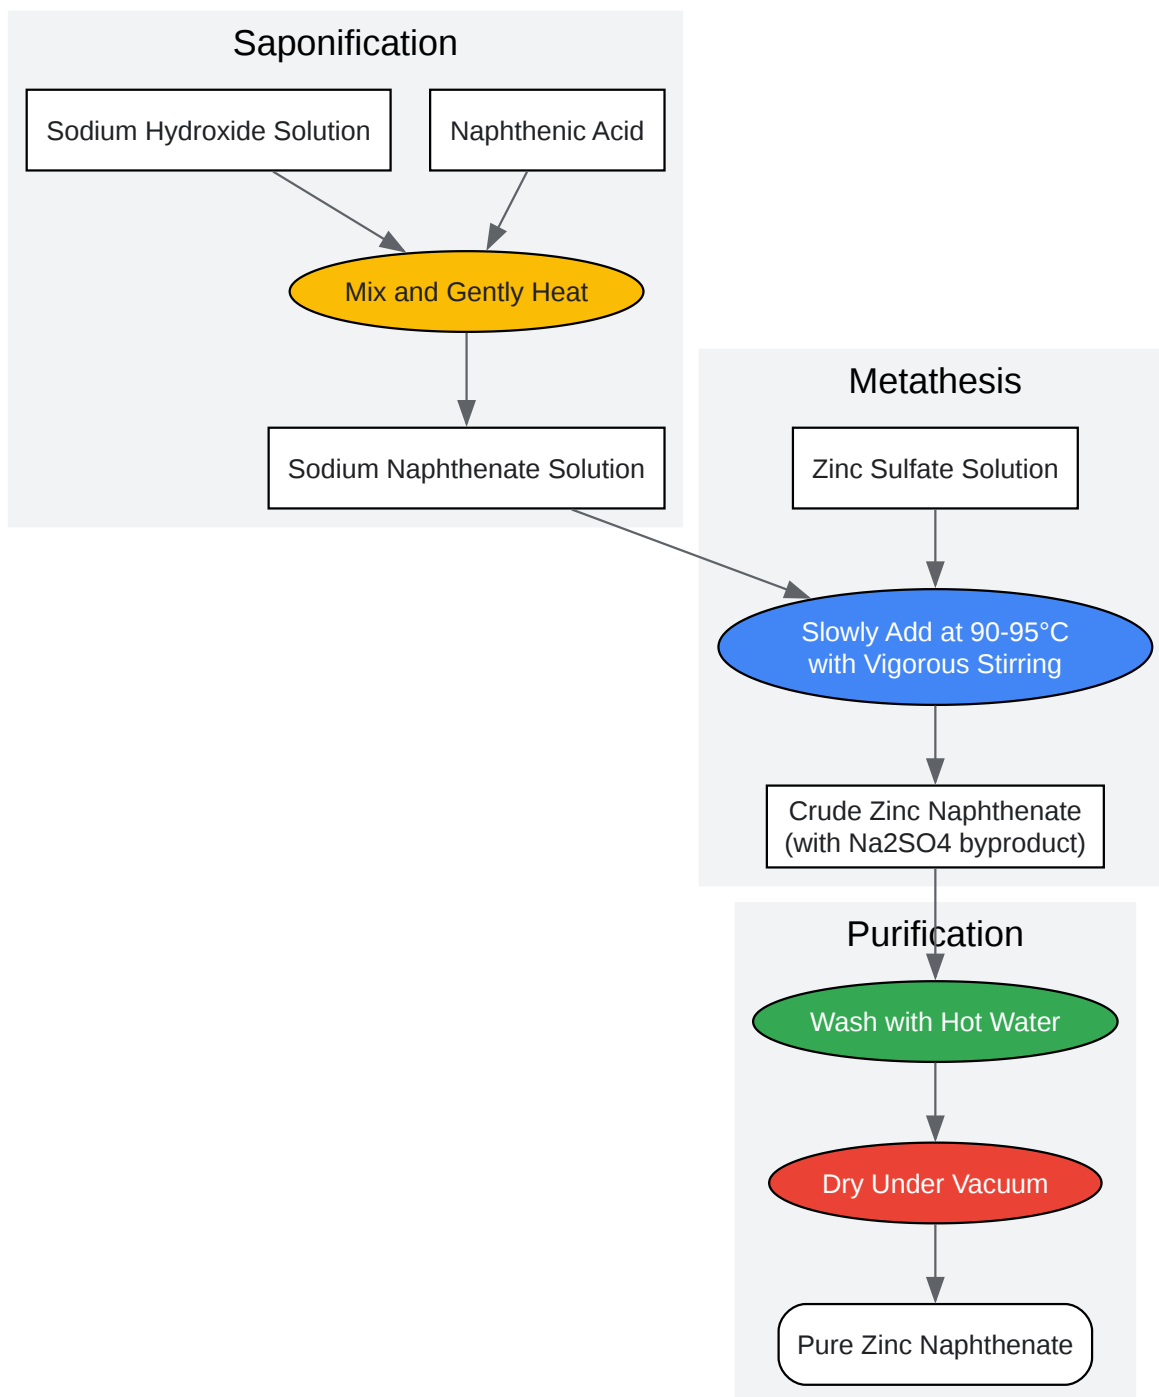 Saponification
Sodium Hydroxide Solution
Naphthenic Acid
Mix and Gently Heat
Sodium Naphthenate Solution
Metathesis
Zinc Sulfate Solution
Slowly Add at 90-95°C
with Vigorous Stirring
Crude Zinc Naphthenate
(with Na2SO4 byproduct)
Purification
Wash with Hot Water
Dry Under Vacuum
Pure Zinc Naphthenate